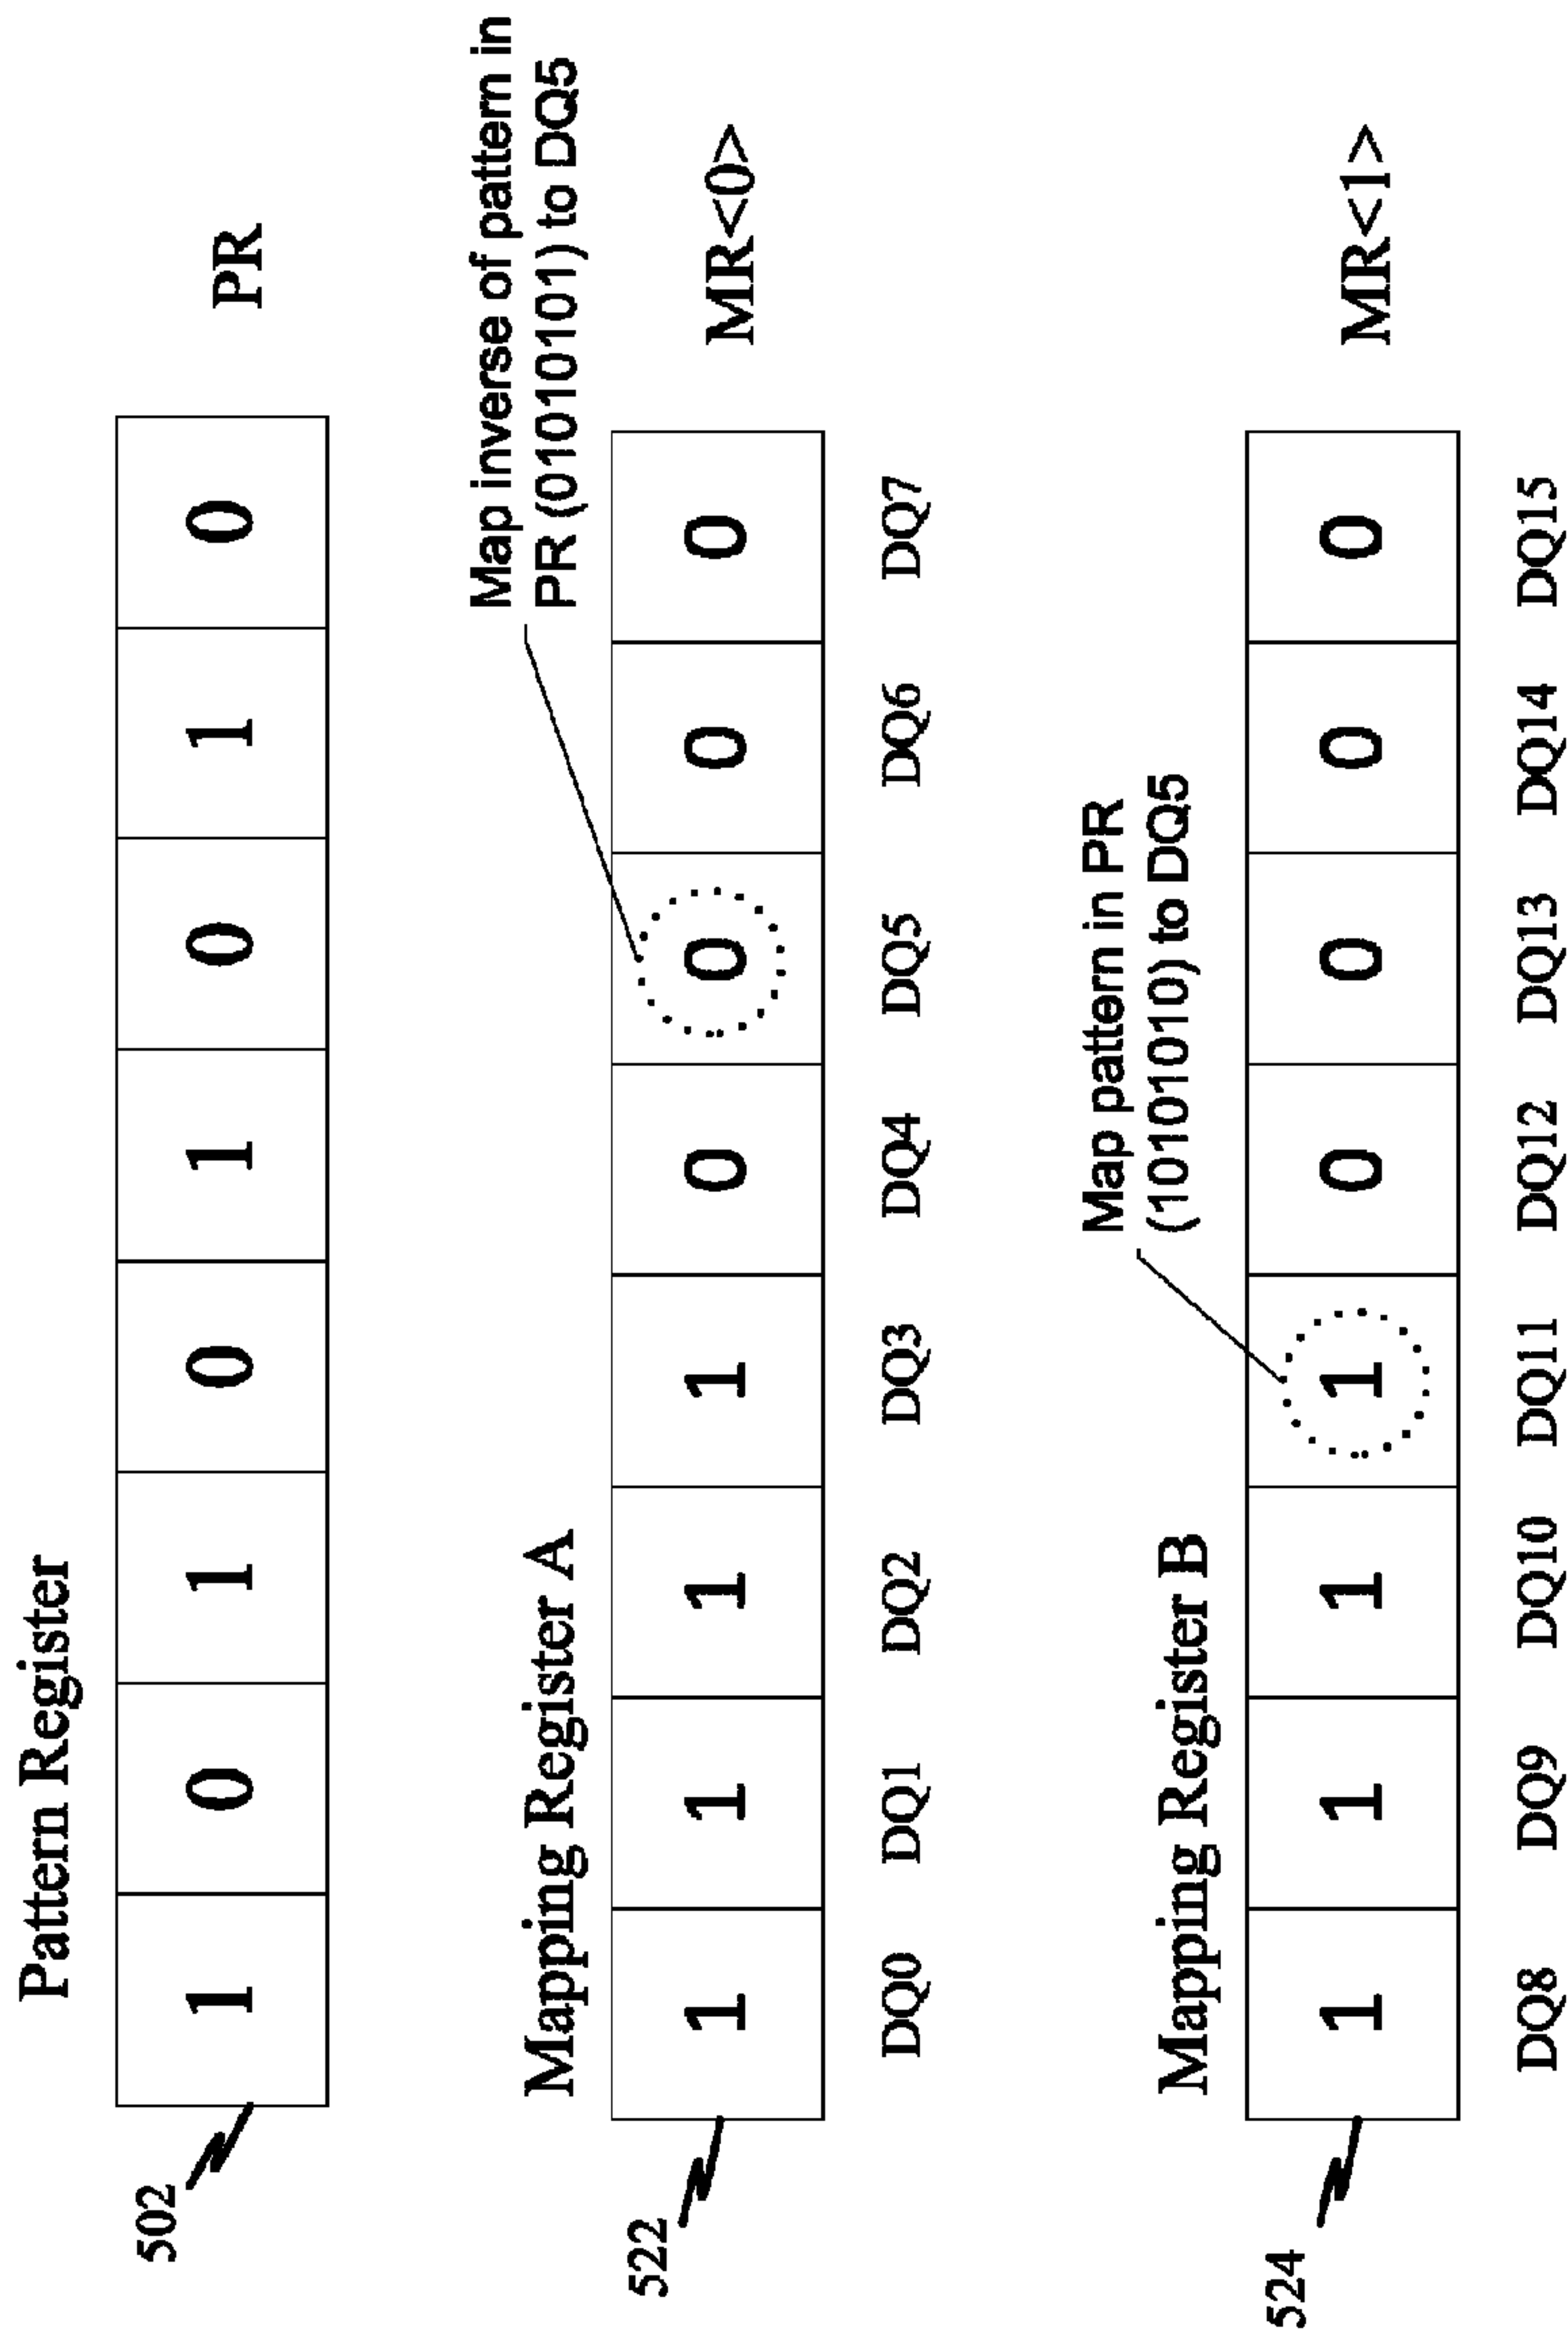 Pattern Register
502
1 0 1 0 1 0 1 0
PR
Map inverse of pattern in
PR (01010101) to DQ5
Mapping Register A
522
1 1 1 1 0 0 0 0
MR<0>
DQ0 DQ1 DQ2 DQ3 DQ4 DQ5 DQ6 DQ7
Map pattern in PR
(10101010) to DQ5
Mapping Register B
524
1 1 1 1 0 0 0 0
MR<1>
DQ8 DQ9 DQ10 DQ11 DQ12 DQ13 DQ14 DQ15